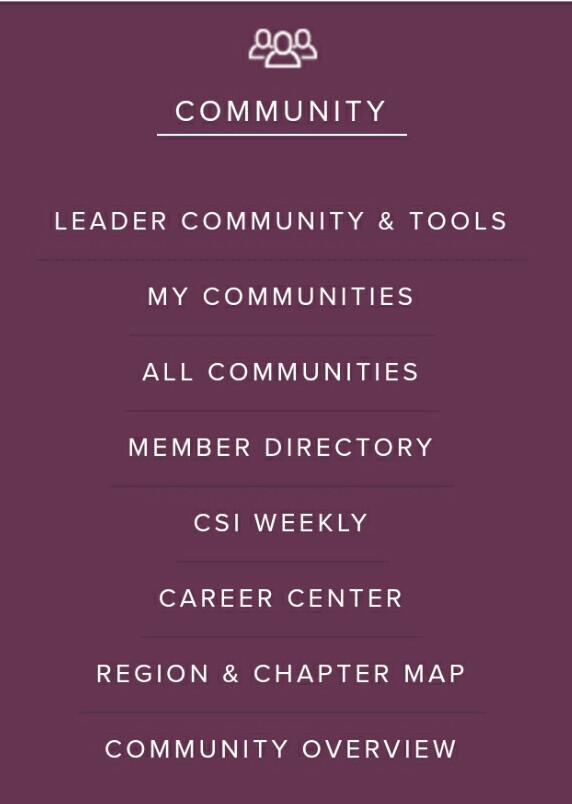 COMMUNITY
LEADER COMMUNITY & TOOLS
MY COMMUNITIES
ALL COMMUNITIES
MEMBER DIRECTORY
CSI WEEKLY
CAREER CENTER
REGION & CHAPTER MAP
COMMUNITY OVERVIEW